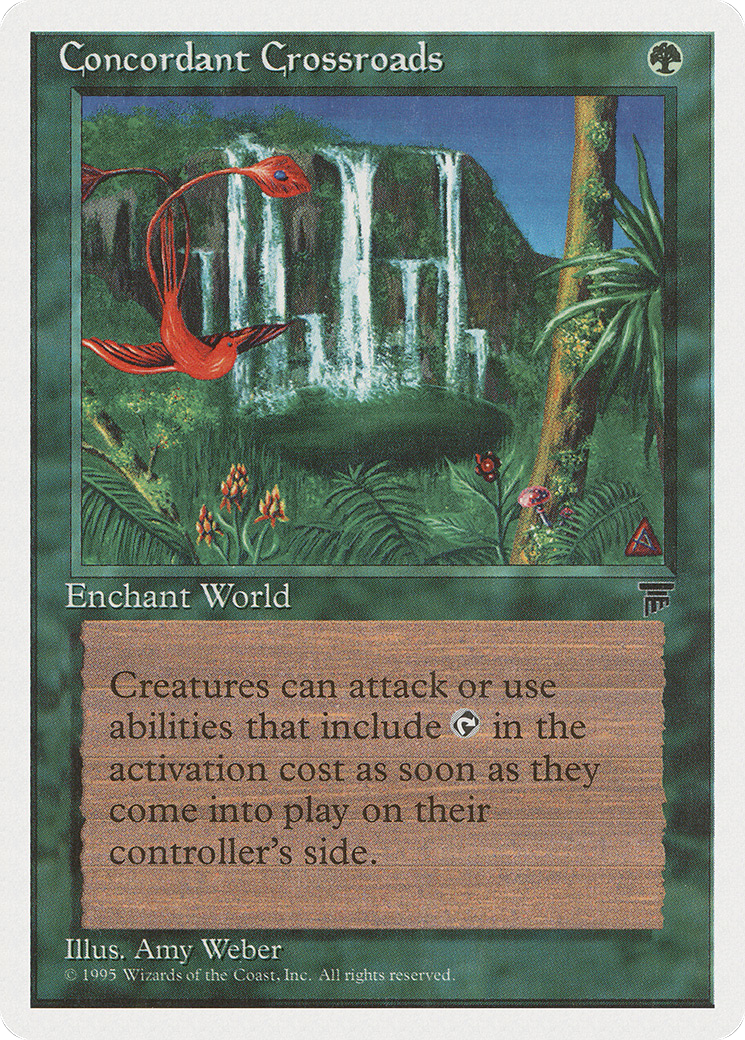 Concordant Crossroads
Enchant World
Creatures can attack or use
abilities that include in the
activation cost as soon as they
come into play on their
controller's side.
Illus. Amy Weber
© 1995 Wizards of the Coast, Inc. All rights reserved.